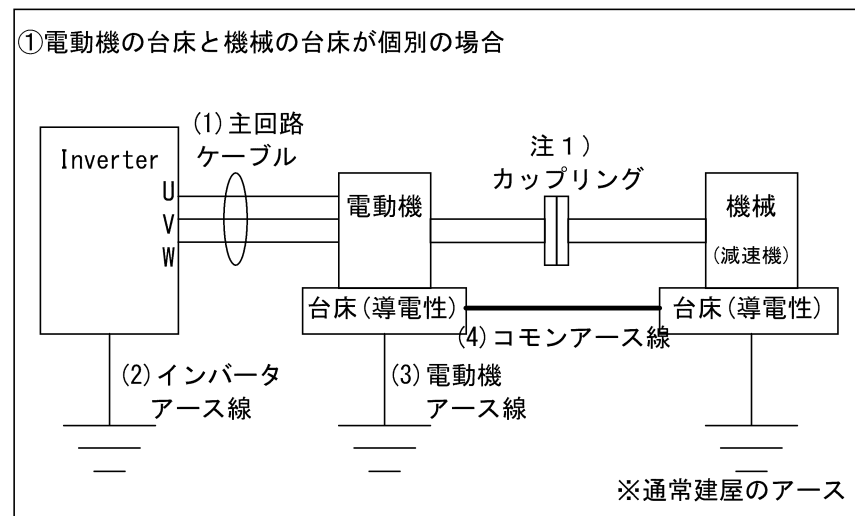 ①電動機の台床と機械の台床が個別の場合
(1)主回路
ケーブル
注１）
カップリング
Inverter
U
V
W
電動機
機械
(減速機)
台床(導電性)
台床(導電性)
(4)コモンアース線
(2)インバータ
アース線
(3)電動機
アース線
※通常建屋のアース